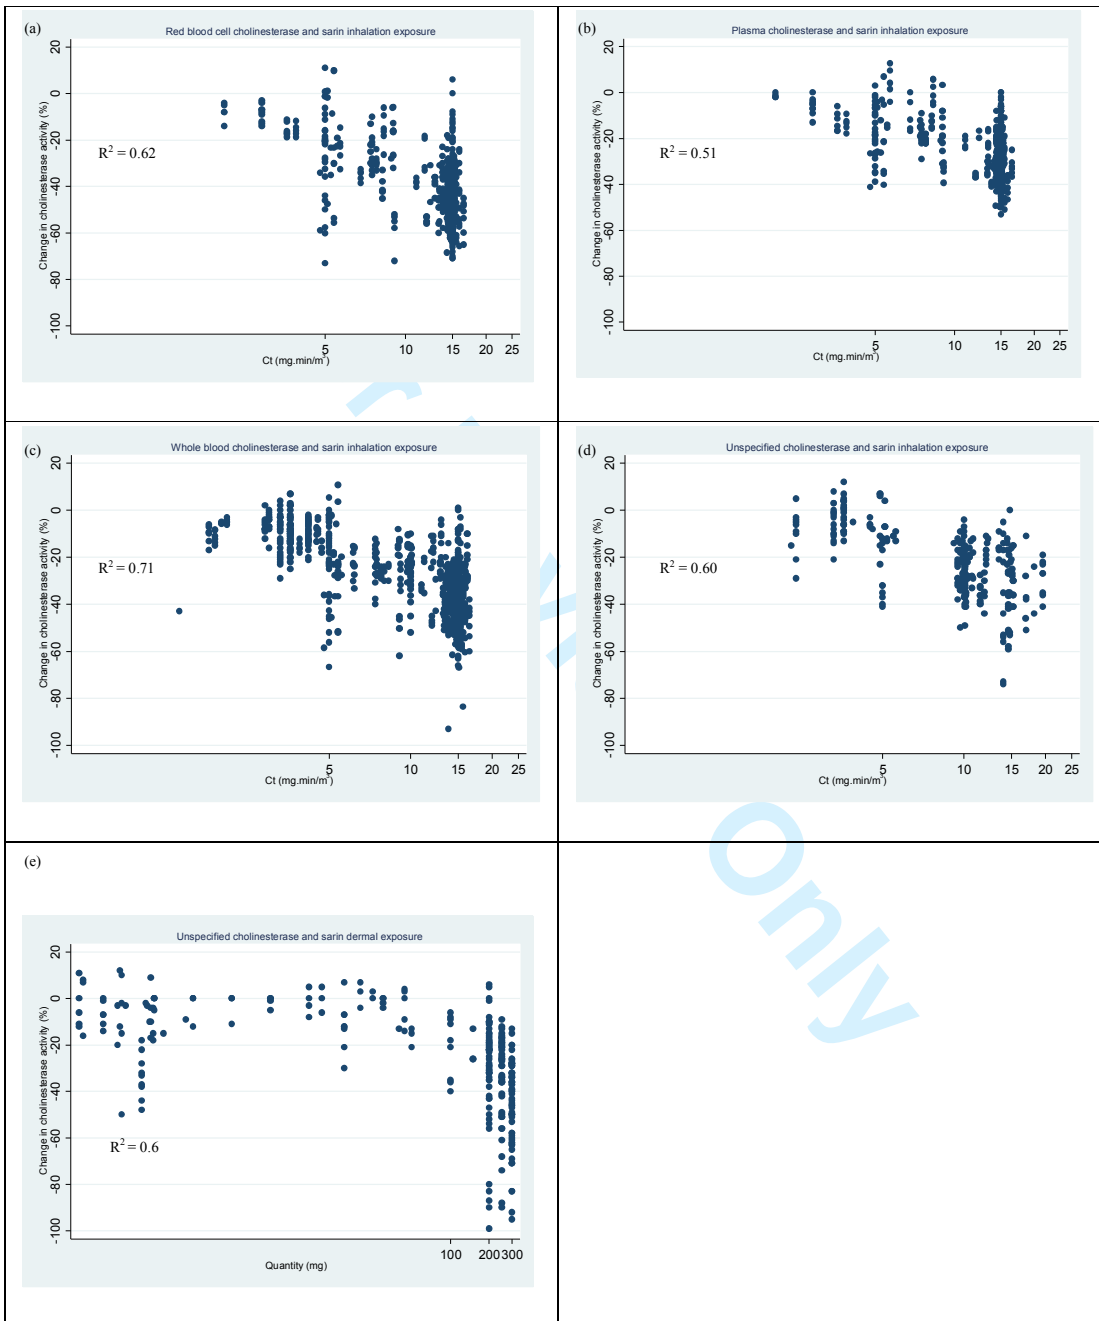 (a)
Red blood cell cholinesterase and sarin inhalation exposure
Change in cholinesterase activity (%)
20
0
-20
-40
-60
-80
-100
R² = 0.62
5
10
15
20
25
Ct (mg.min/m³)
(b)
Plasma cholinesterase and sarin inhalation exposure
Change in cholinesterase activity (%)
20
0
-20
-40
-60
-80
-100
R² = 0.51
5
10
15
20
25
Ct (mg.min/m³)
(c)
Whole blood cholinesterase and sarin inhalation exposure
Change in cholinesterase activity (%)
20
0
-20
-40
-60
-80
-100
R² = 0.71
5
10
15
20
25
Ct (mg.min/m³)
(d)
Unspecified cholinesterase and sarin inhalation exposure
Change in cholinesterase activity (%)
20
0
-20
-40
-60
-80
-100
R² = 0.60
5
10
15
20
25
Ct (mg.min/m³)
(e)
Unspecified cholinesterase and sarin dermal exposure
Change in cholinesterase activity (%)
20
0
-20
-40
-60
-80
-100
R² = 0.6
100
200
300
Quantity (mg)
Only